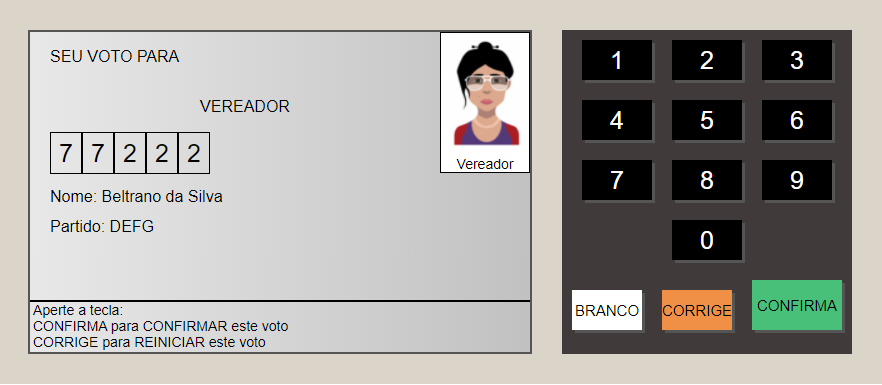 SEU VOTO PARA
VEREADOR
7 7 2 2 2
Nome: Beltrano da Silva
Partido: DEFG
Vereador
Aperte a tecla:
CONFIRMA para CONFIRMAR este voto
CORRIGE para REINICIAR este voto
1 2 3
4 5 6
7 8 9
0
BRANCO CORRIGE CONFIRMA